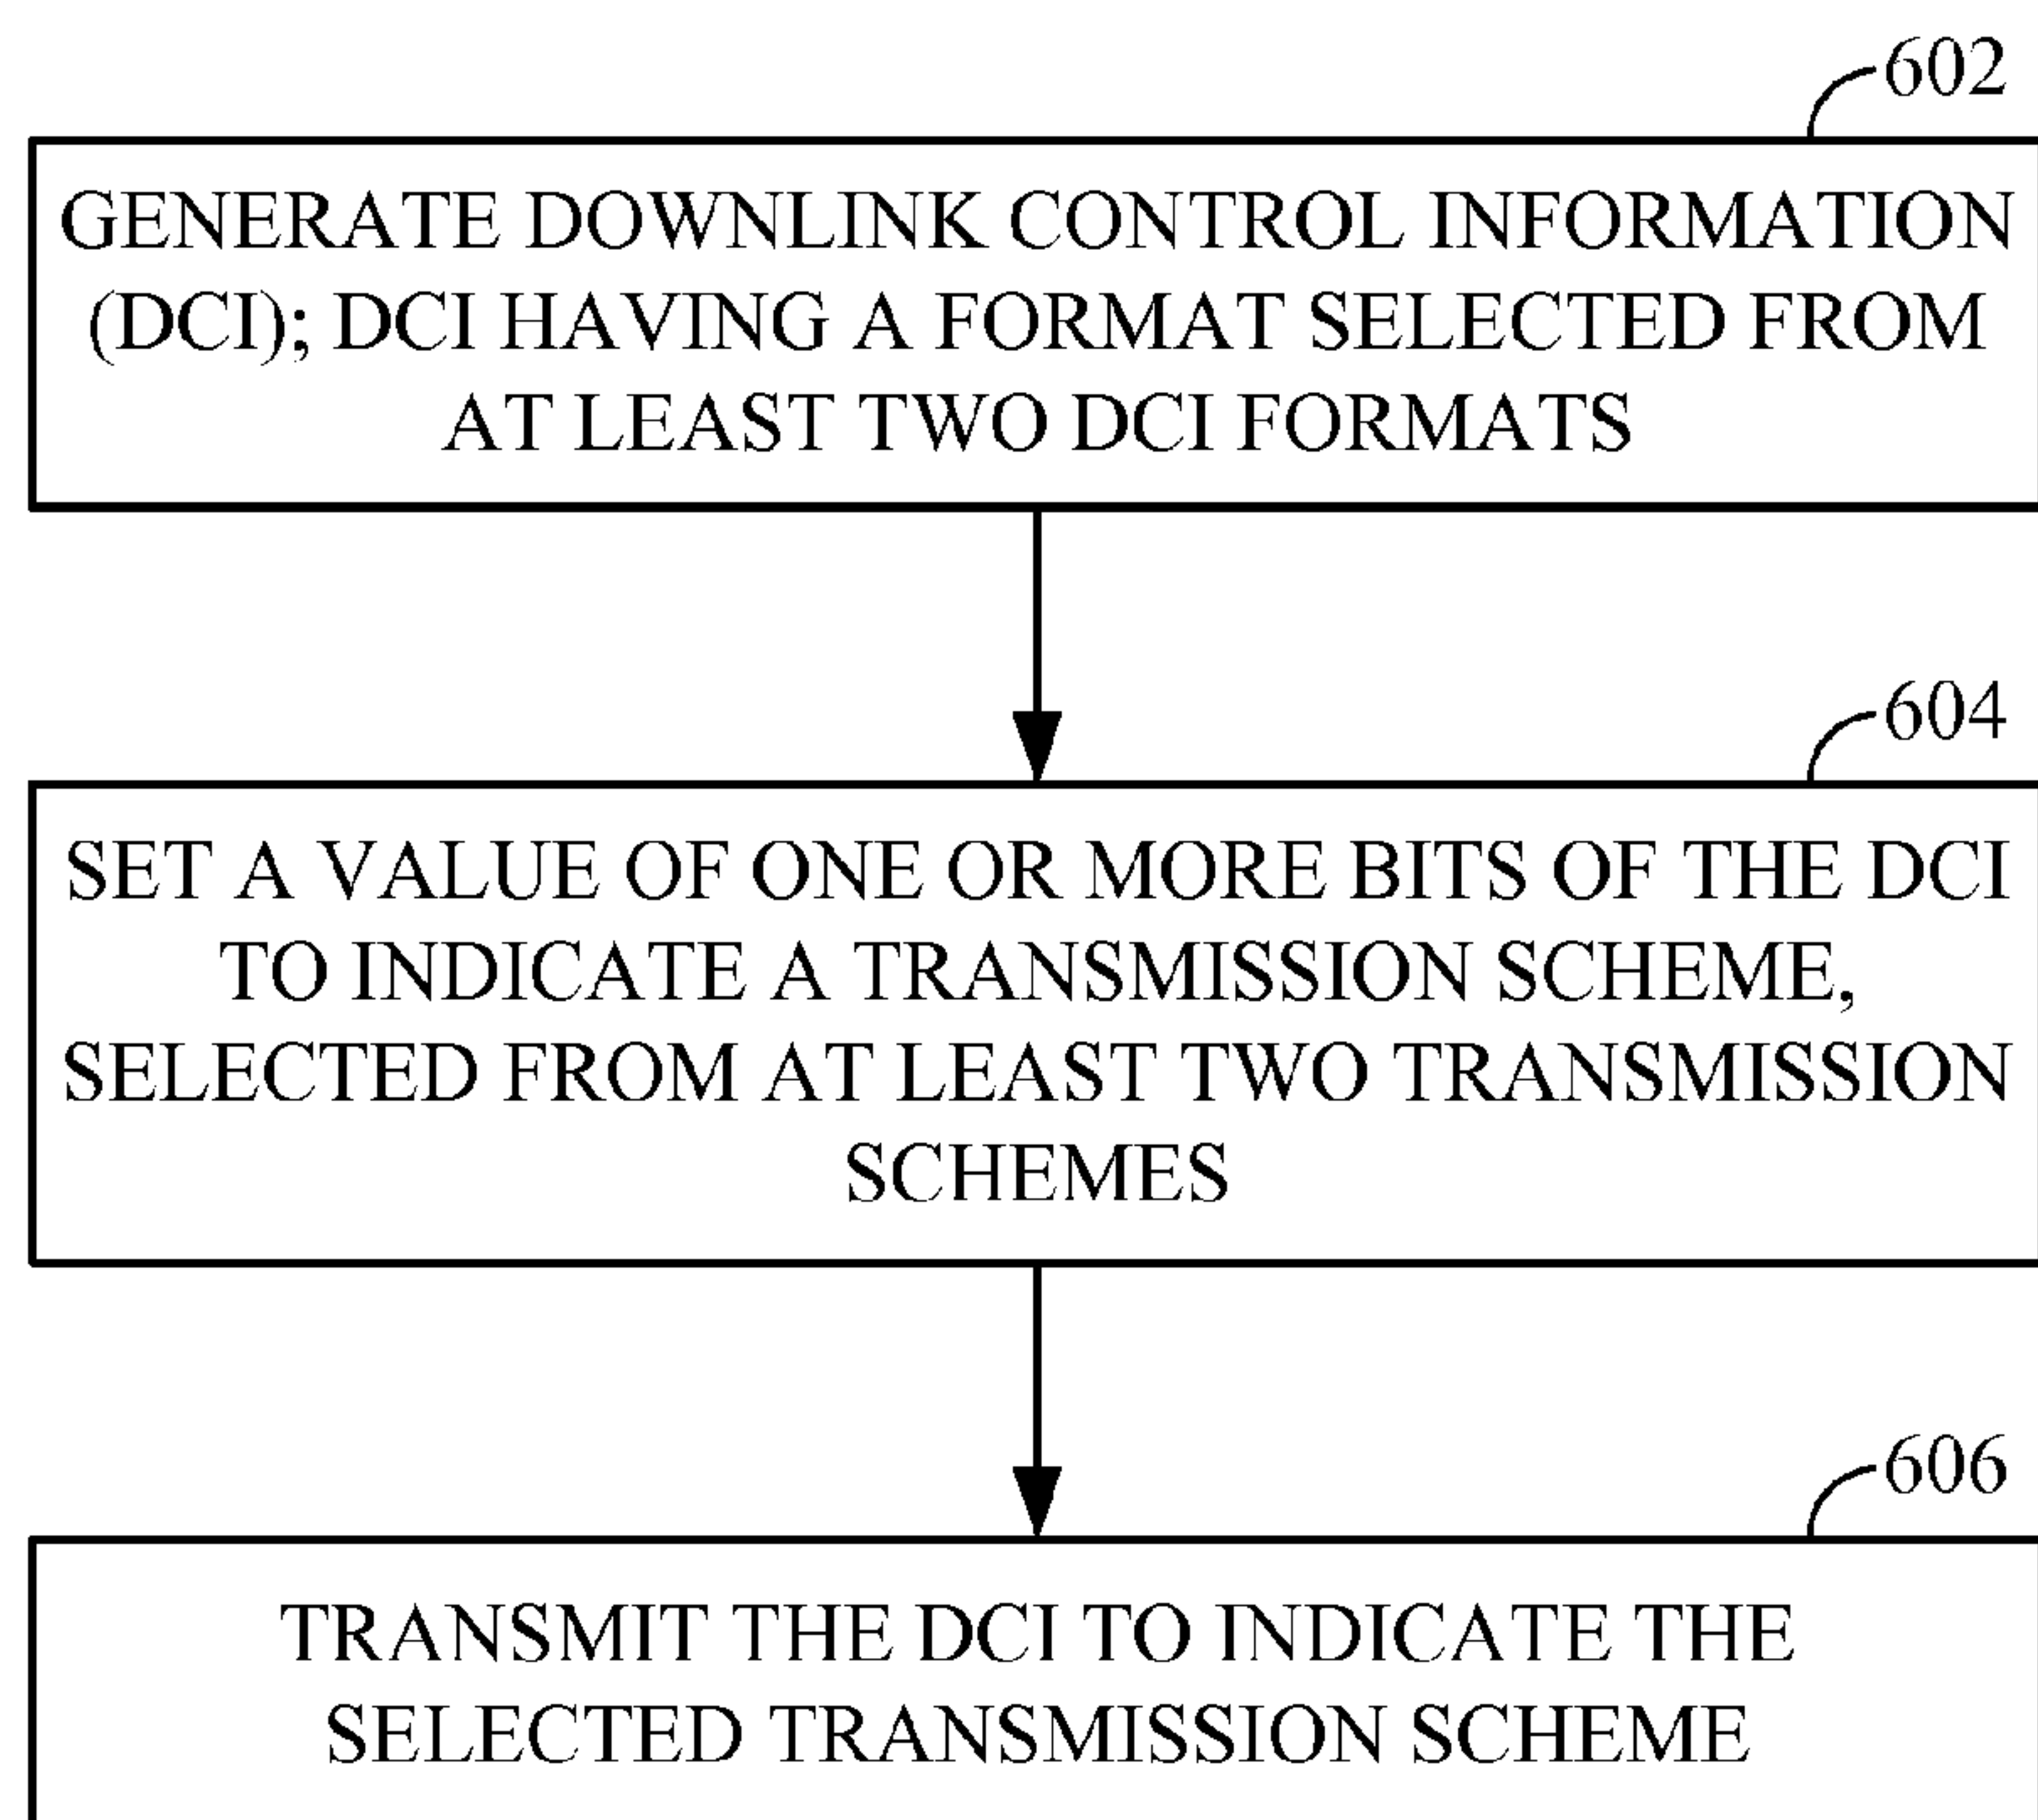 602
GENERATE DOWNLINK CONTROL INFORMATION
(DCI); DCI HAVING A FORMAT SELECTED FROM
AT LEAST TWO DCI FORMATS
604
SET A VALUE OF ONE OR MORE BITS OF THE DCI
TO INDICATE A TRANSMISSION SCHEME,
SELECTED FROM AT LEAST TWO TRANSMISSION
SCHEMES
606
TRANSMIT THE DCI TO INDICATE THE
SELECTED TRANSMISSION SCHEME